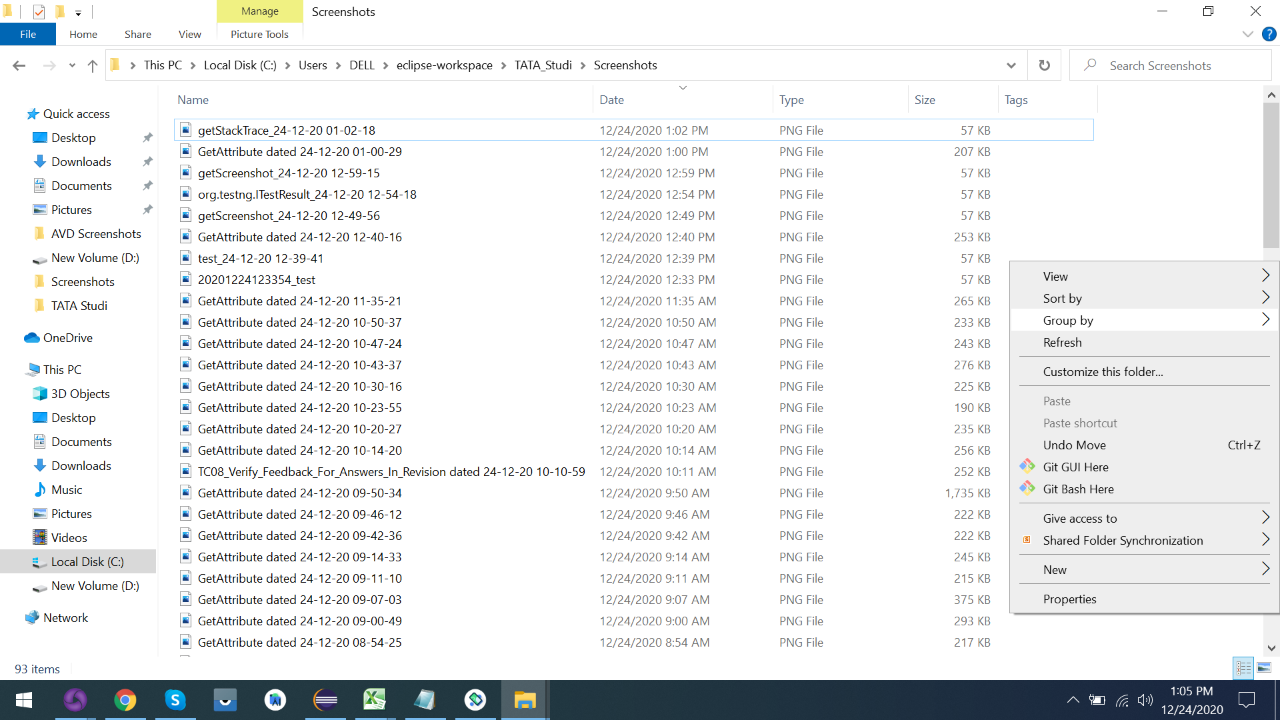 Manage Screenshots
File Home Share View Picture Tools
This PC Local Disk (C:) Users DELL eclipse-workspace TATA_Studi Screenshots Search Screenshots
Quick access
Desktop
Downloads
Documents
Pictures
AVD Screenshots
New Volume (D:)
Screenshots
TATA Studi
OneDrive
This PC
3D Objects
Desktop
Documents
Downloads
Music
Pictures
Videos
Local Disk (C:)
New Volume (D:)
Network
Name Date Type Size Tags
getStackTrace_24-12-20 01-02-18 12/24/2020 1:02 PM PNG File 57 KB
GetAttribute dated 24-12-20 01-00-29 12/24/2020 1:00 PM PNG File 207 KB
getScreenshot_24-12-20 12-59-15 12/24/2020 12:59 PM PNG File 57 KB
org.testng.ITestResult_24-12-20 12-54-18 12/24/2020 12:54 PM PNG File 57 KB
getScreenshot_24-12-20 12-49-56 12/24/2020 12:49 PM PNG File 57 KB
GetAttribute dated 24-12-20 12-40-16 12/24/2020 12:40 PM PNG File 253 KB
test_24-12-20 12-39-41 12/24/2020 12:39 PM PNG File 57 KB
20201224123354_test 12/24/2020 12:33 PM PNG File 57 KB
GetAttribute dated 24-12-20 11-35-21 12/24/2020 11:35 AM PNG File 265 KB
GetAttribute dated 24-12-20 10-50-37 12/24/2020 10:50 AM PNG File 233 KB
GetAttribute dated 24-12-20 10-47-24 12/24/2020 10:47 AM PNG File 243 KB
GetAttribute dated 24-12-20 10-43-37 12/24/2020 10:43 AM PNG File 276 KB
GetAttribute dated 24-12-20 10-30-16 12/24/2020 10:30 AM PNG File 225 KB
GetAttribute dated 24-12-20 10-23-55 12/24/2020 10:23 AM PNG File 190 KB
GetAttribute dated 24-12-20 10-20-27 12/24/2020 10:20 AM PNG File 235 KB
GetAttribute dated 24-12-20 10-14-20 12/24/2020 10:14 AM PNG File 256 KB
TC08_Verify_Feedback_For_Answers_In_Revision dated 24-12-20 10-10-59 12/24/2020 10:11 AM PNG File 252 KB
GetAttribute dated 24-12-20 09-50-34 12/24/2020 9:50 AM PNG File 1,735 KB
GetAttribute dated 24-12-20 09-46-12 12/24/2020 9:46 AM PNG File 222 KB
GetAttribute dated 24-12-20 09-42-36 12/24/2020 9:42 AM PNG File 222 KB
GetAttribute dated 24-12-20 09-14-33 12/24/2020 9:14 AM PNG File 245 KB
GetAttribute dated 24-12-20 09-11-10 12/24/2020 9:11 AM PNG File 215 KB
GetAttribute dated 24-12-20 09-07-03 12/24/2020 9:07 AM PNG File 375 KB
GetAttribute dated 24-12-20 09-00-49 12/24/2020 9:00 AM PNG File 293 KB
GetAttribute dated 24-12-20 08-54-25 12/24/2020 8:54 AM PNG File 217 KB
View
Sort by
Group by
Refresh
Customize this folder...
Paste
Paste shortcut
Undo Move Ctrl+Z
Git GUI Here
Git Bash Here
Give access to
Shared Folder Synchronization
New
Properties
93 items
1:05 PM
12/24/2020